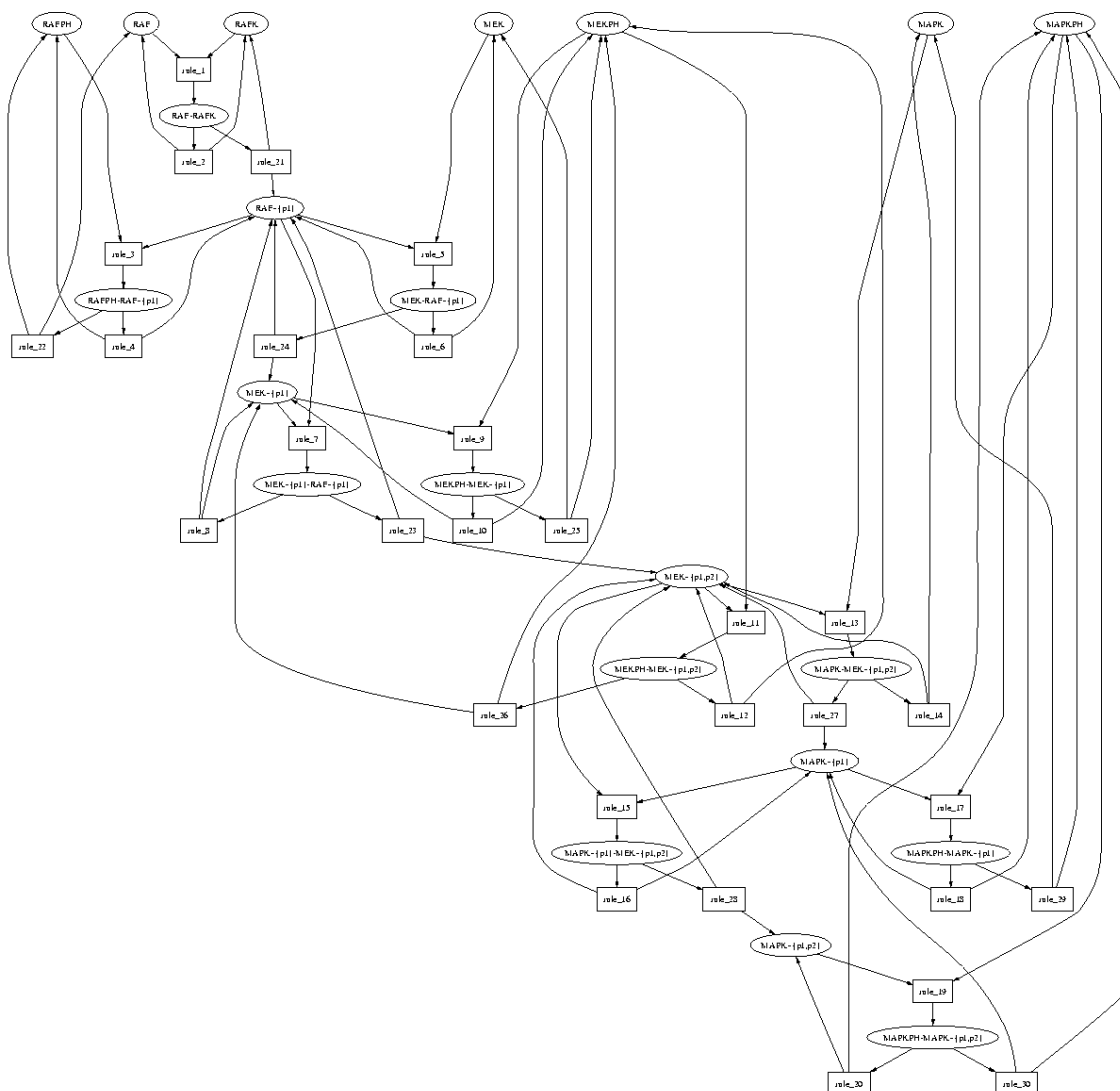 RAFPH
RAF
RAFK
MEK
MEKPH
MAPK
MAPKPH
rule_1
RAF-RAFK
rule_2
rule_21
RAF~{p1}
rule_3
rule_5
RAFPH-RAF~{p1}
MEK-RAF~{p1}
rule_22
rule_4
rule_24
rule_6
MEK~{p1}
rule_7
rule_9
MEK~{p1}-RAF~{p1}
MEKPH-MEK~{p1}
rule_8
rule_23
rule_10
rule_25
MEK~{p1,p2}
rule_11
rule_13
MEKPH-MEK~{p1,p2}
MAPK-MEK~{p1,p2}
rule_26
rule_12
rule_27
rule_14
MAPK~{p1}
rule_15
rule_17
MAPK~{p1}-MEK~{p1,p2}
MAPKPH-MAPK~{p1}
rule_16
rule_28
rule_18
rule_29
MAPK~{p1,p2}
rule_19
MAPKPH-MAPK~{p1,p2}
rule_20
rule_30